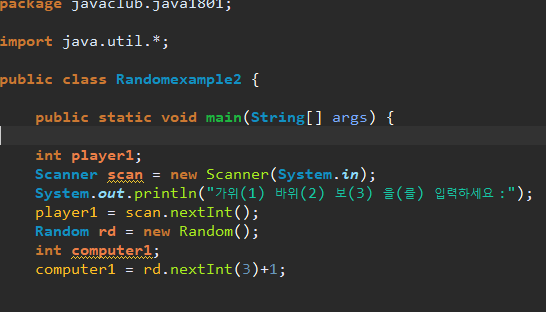 package javaclub.java1801;
import java.util.*;
public class Randomexample2 {
public static void main(String[] args) {
int player1;
Scanner scan = new Scanner(System.in);
System.out.println("가위(1) 바위(2) 보(3) 을(를) 입력하세요 :");
player1 = scan.nextInt();
Random rd = new Random();
int computer1;
computer1 = rd.nextInt(3)+1;